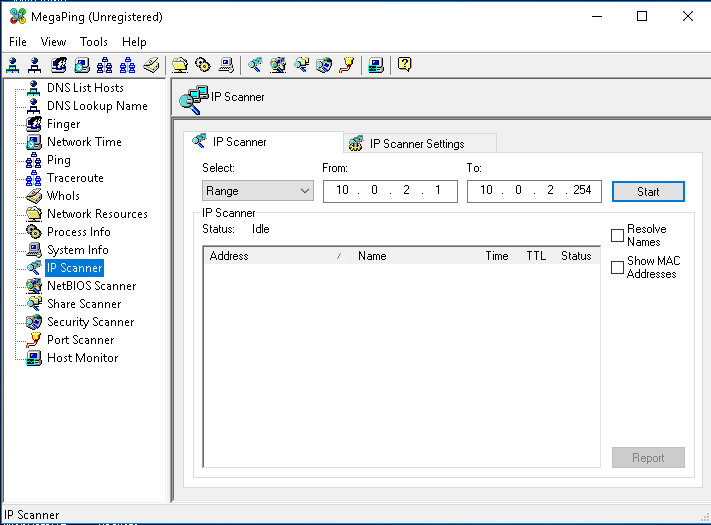 MegaPing (Unregistered)
File View Tools Help
DNS List Hosts
DNS Lookup Name
Finger
Network Time
Ping
Traceroute
WhoIs
Network Resources
Process Info
System Info
IP Scanner
NetBIOS Scanner
Share Scanner
Security Scanner
Port Scanner
Host Monitor
IP Scanner
IP Scanner
IP Scanner Settings
Select: From: To:
Range 10 . 0 . 2 . 1 10 . 0 . 2 . 254 Start
IP Scanner
Status: Idle
Address Name Time TTL Status
Resolve
Names
Show MAC
Addresses
Report
IP Scanner